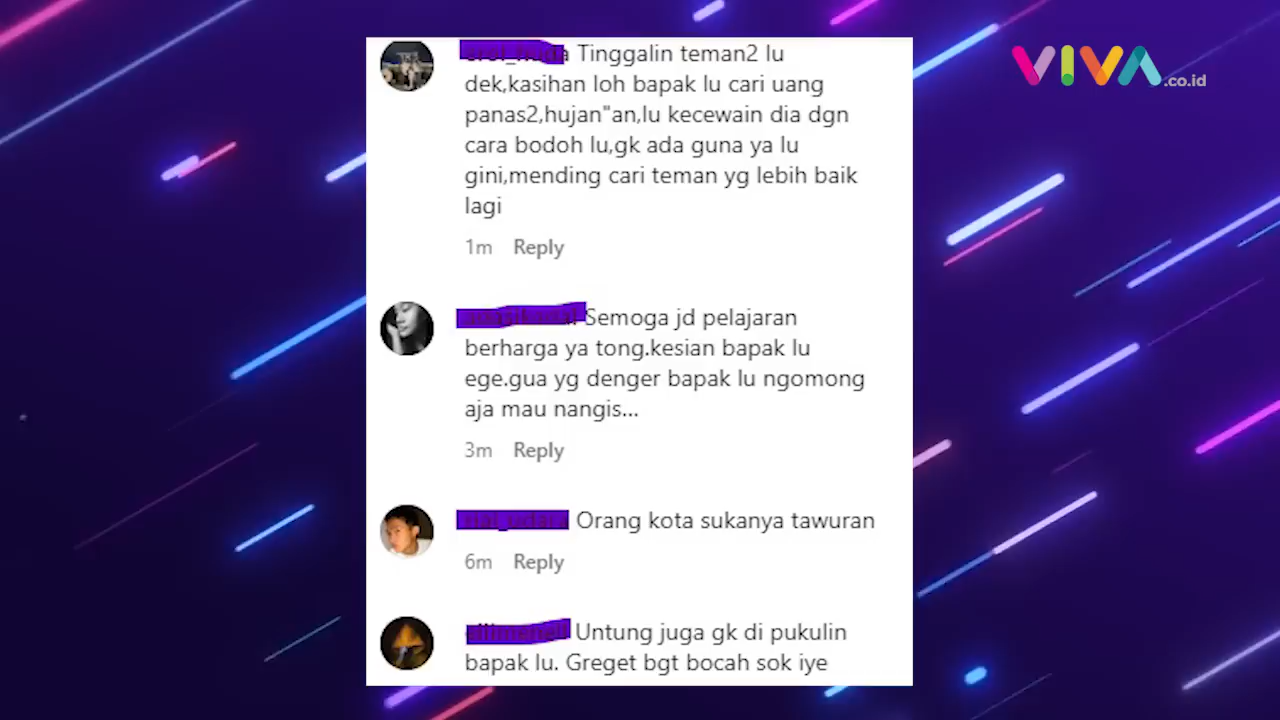 VIVA.co.id
Tinggalin teman2 lu
dek,kasihan loh bapak lu cari uang
panas2,hujan"an,lu kecewain dia dgn
cara bodoh lu,gk ada guna ya lu
gini,mending cari teman yg lebih baik
lagi
1m Reply
Semoga jd pelajaran
berharga ya tong.kesian bapak lu
ege.gua yg denger bapak lu ngomong
aja mau nangis...
3m Reply
Orang kota sukanya tawuran
6m Reply
Untung juga gk di pukulin
bapak lu. Greget bgt bocah sok iye